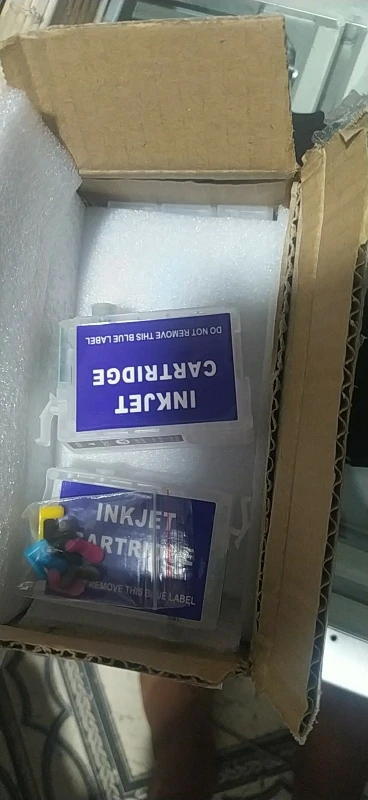 INKJET
CARTRIDGE
DO NOT REMOVE THIS BLUE LABEL
INKJET
REMOVE THIS BLUE LABEL